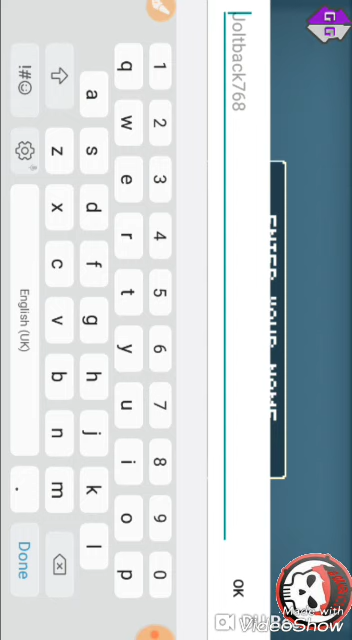 Joltback768
ENTER YOUR NAME
OK
1 2 3 4 5 6 7 8 9 0
q w e r t y u i o p
a s d f g h j k l
z x c v b n m
!#☺
English (UK)
.
Done
GG
Made with
VideoShow